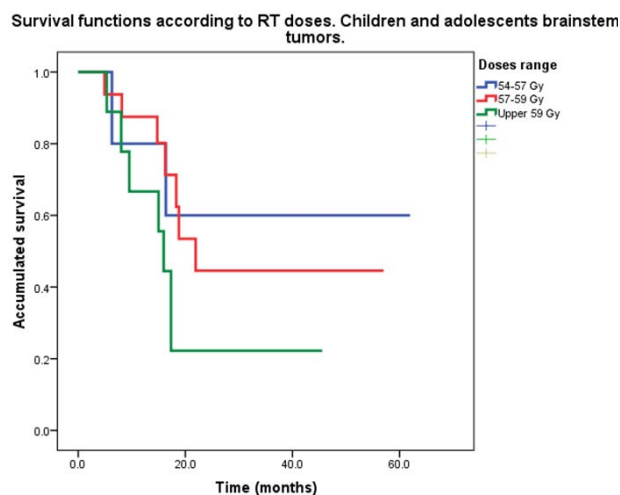 Survival functions according to RT doses. Children and adolescents brainstem
tumors.
Doses range
54-57 Gy
57-59 Gy
Upper 59 Gy
Accumulated survival
1.0
0.8
0.6
0.4
0.2
0.0
0.0 20.0 40.0 60.0
Time (months)